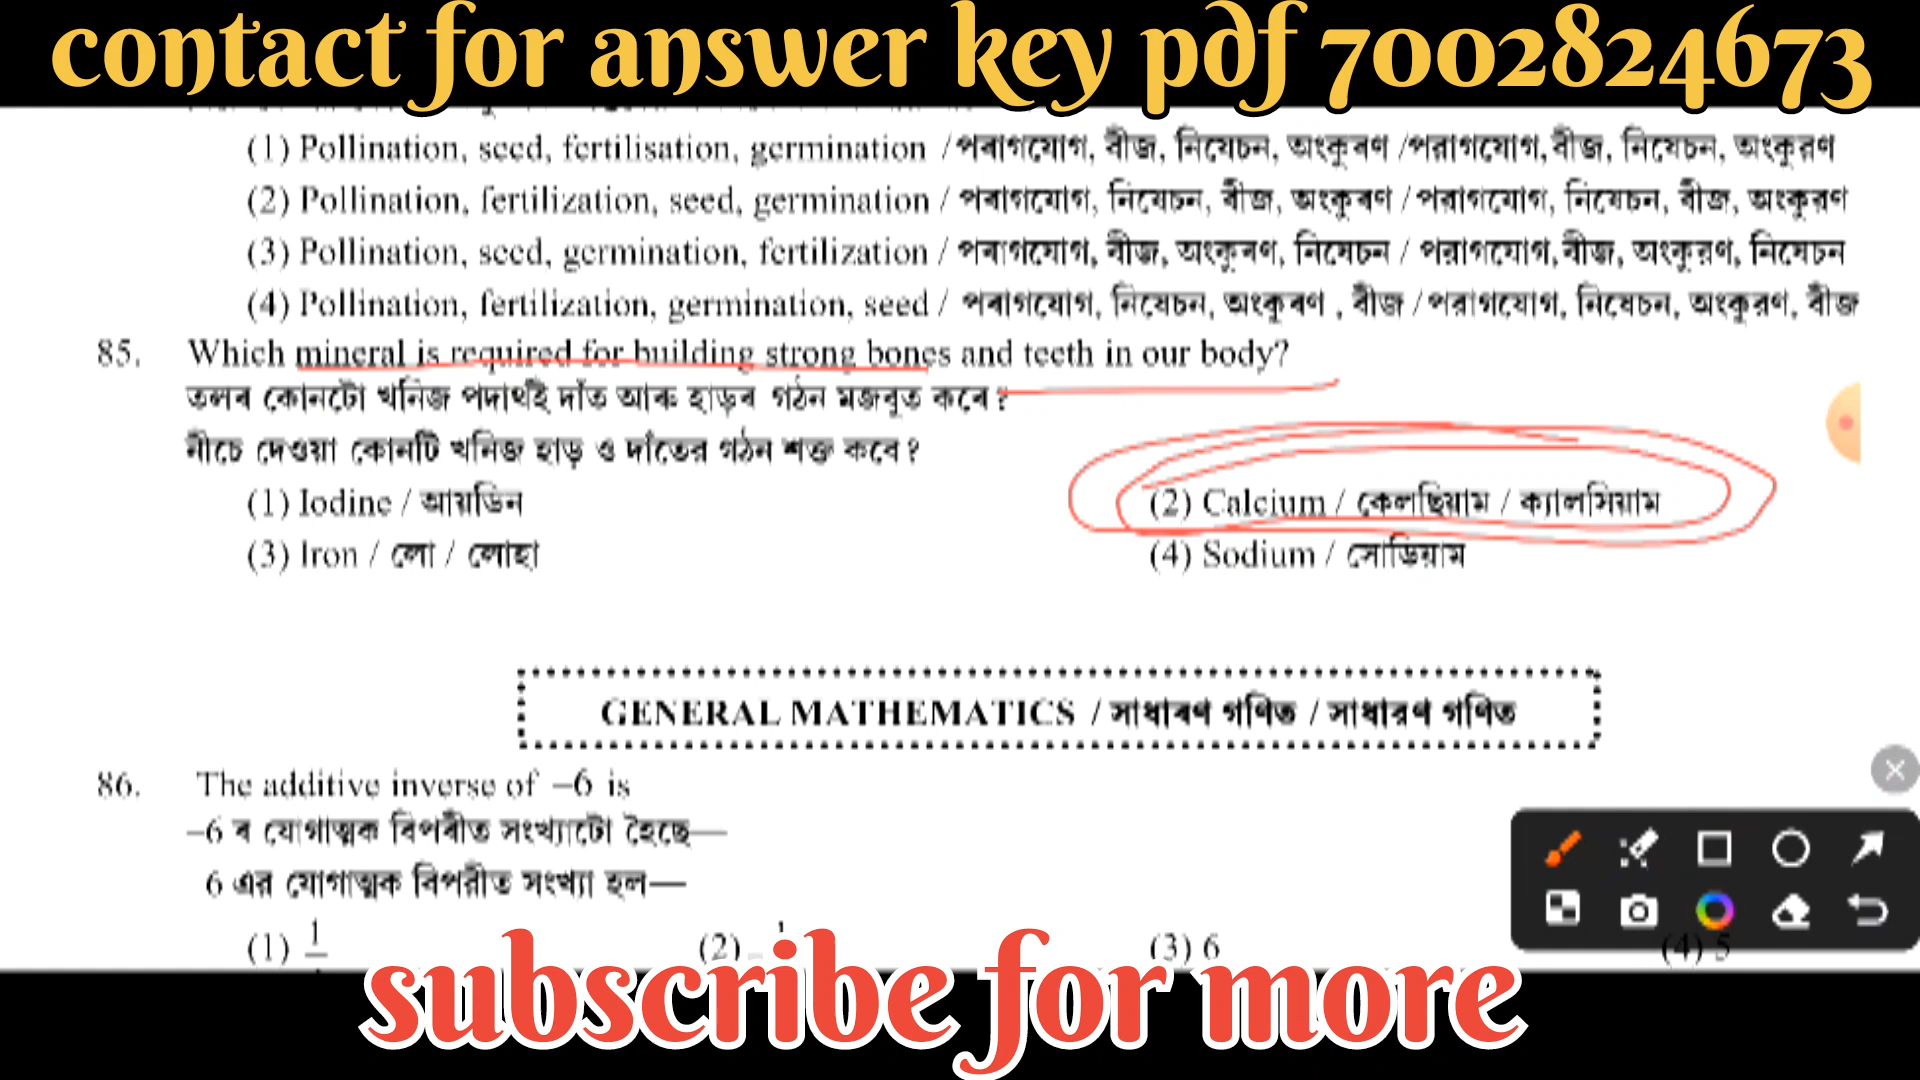 contact for answer key pdf 7002824673
(1) Pollination, seed, fertilisation, germination / পৰাগযোগ, বীজ, নিষেচন, অংকুৰণ /পরাগযোগ, বীজ, নিষেচন, অংকুরণ
(2) Pollination, fertilization, seed, germination / পৰাগযোগ, নিষেচন, বীজ, অংকুৰণ / পরাগযোগ, নিষেচন, বীজ, অংকুরণ
(3) Pollination, seed, germination, fertilization / পৰাগযোগ, বীজ, অংকুৰণ, নিষেচন / পরাগযোগ, বীজ, অংকুরণ, নিষেচন
(4) Pollination, fertilization, germination, seed / পৰাগযোগ, নিষেচন, অংকুৰণ , বীজ / পরাগযোগ, নিষেচন, অংকুরণ, বীজ
85. Which mineral is required for building strong bones and teeth in our body?
তলৰ কোনটো খনিজ পদাৰ্থই দাঁত আৰু হাড়ৰ গঠন মজবুত কৰে ?
নীচে দেওয়া কোনটি খনিজ হাড় ও দাঁতের গঠন শক্ত করে ?
(1) Iodine / আয়ডিন (2) Calcium / কেলছিয়াম / ক্যালসিয়াম
(3) Iron / লো / লোহা (4) Sodium / সোডিয়াম
GENERAL MATHEMATICS / সাধাৰণ গণিত / সাধারণ গণিত
86. The additive inverse of –6 is
–6 ৰ যোগাত্মক বিপৰীত সংখ্যাটো হৈছে—
6 এর যোগাত্মক বিপরীত সংখ্যা হল—
(1) 1 (2) (3) 6 (4) 5
subscribe for more